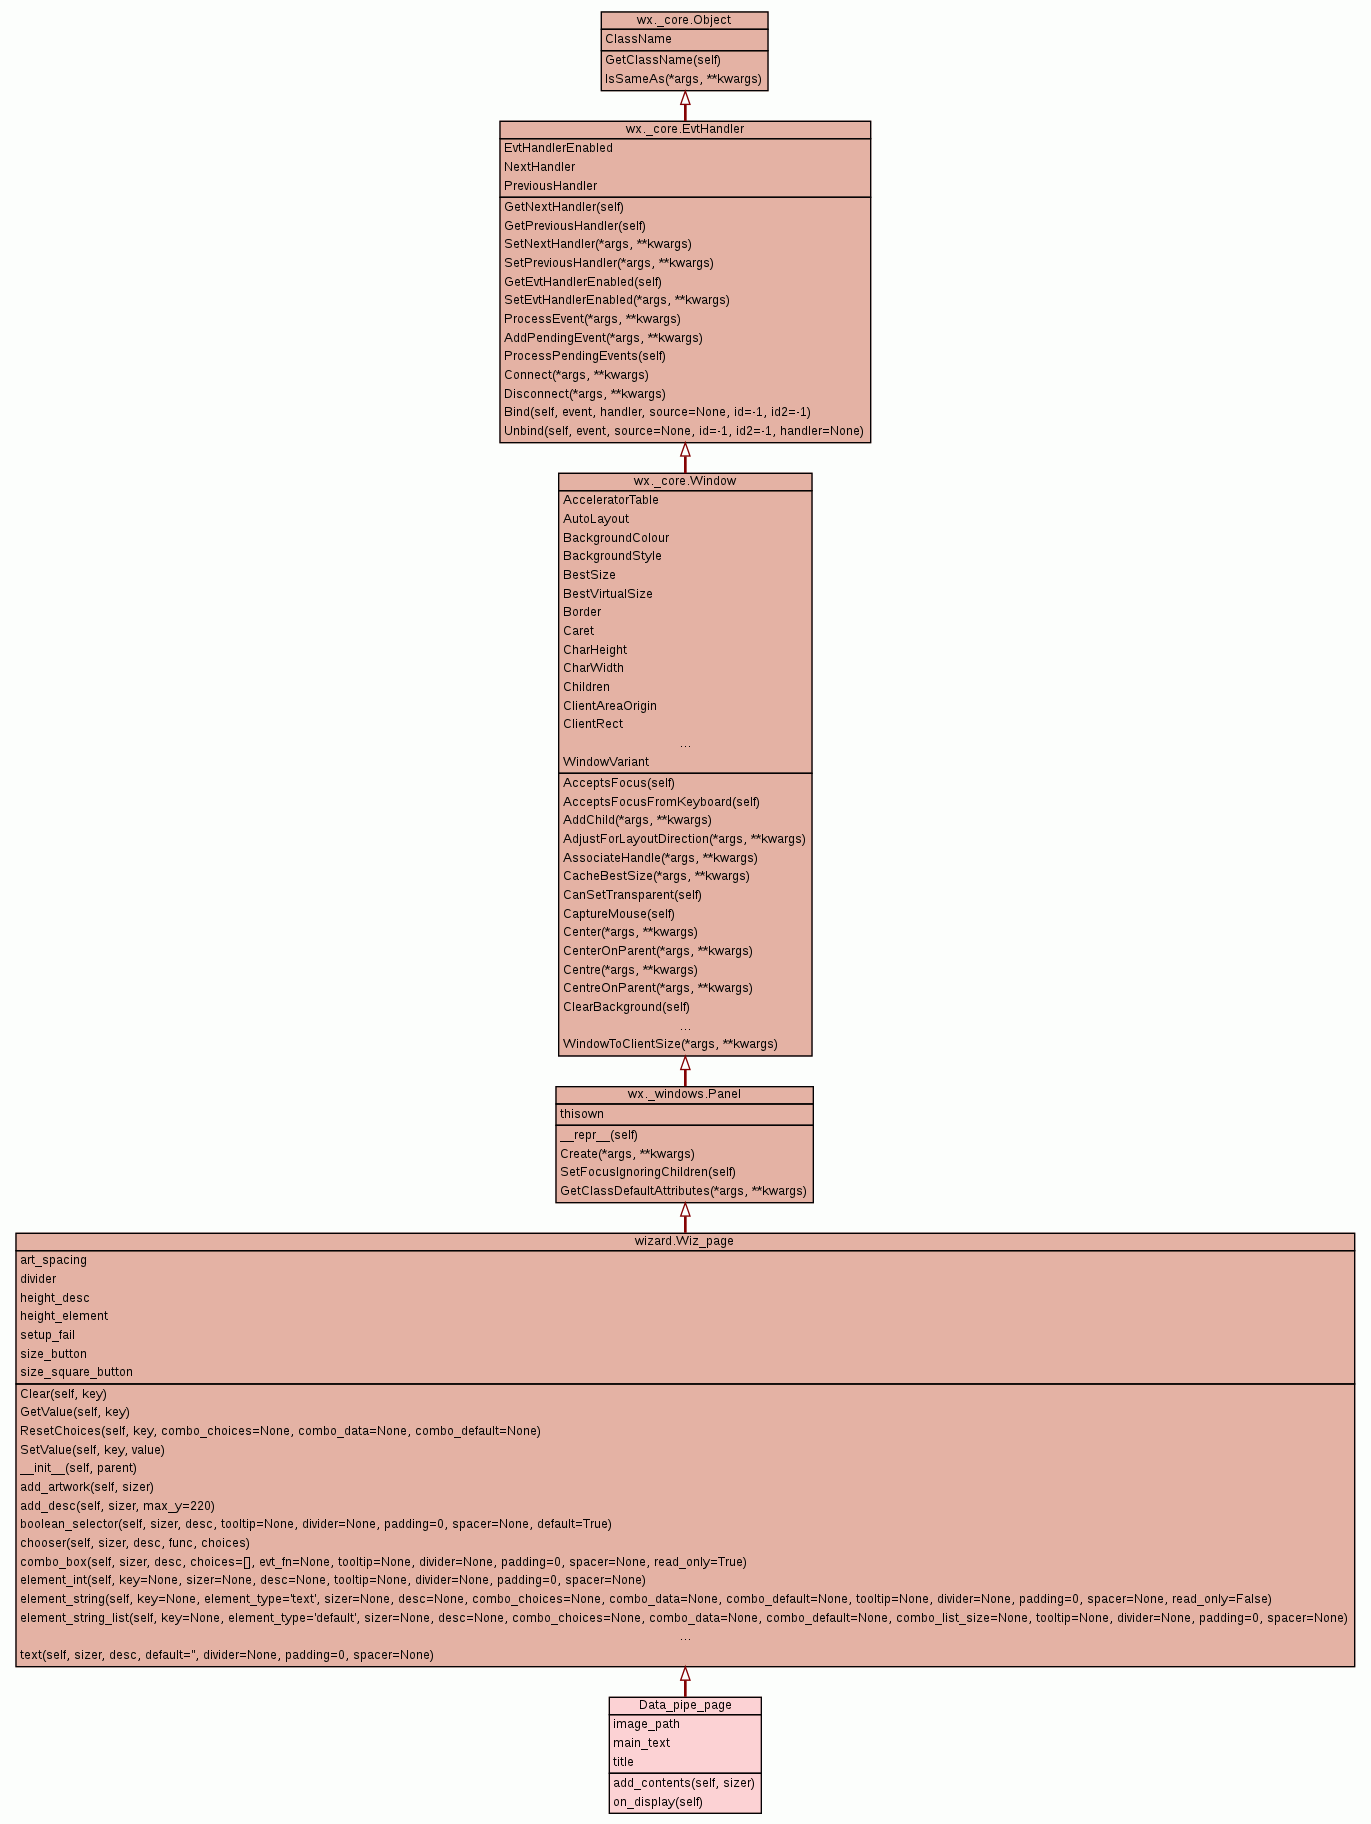 wx._core.Object
ClassName
GetClassName(self)
IsSameAs(*args, **kwargs)
wx._core.EvtHandler
EvtHandlerEnabled
NextHandler
PreviousHandler
GetNextHandler(self)
GetPreviousHandler(self)
SetNextHandler(*args, **kwargs)
SetPreviousHandler(*args, **kwargs)
GetEvtHandlerEnabled(self)
SetEvtHandlerEnabled(*args, **kwargs)
ProcessEvent(*args, **kwargs)
AddPendingEvent(*args, **kwargs)
ProcessPendingEvents(self)
Connect(*args, **kwargs)
Disconnect(*args, **kwargs)
Bind(self, event, handler, source=None, id=-1, id2=-1)
Unbind(self, event, source=None, id=-1, id2=-1, handler=None)
wx._core.Window
AcceleratorTable
AutoLayout
BackgroundColour
BackgroundStyle
BestSize
BestVirtualSize
Border
Caret
CharHeight
CharWidth
Children
ClientAreaOrigin
ClientRect
...
WindowVariant
AcceptsFocus(self)
AcceptsFocusFromKeyboard(self)
AddChild(*args, **kwargs)
AdjustForLayoutDirection(*args, **kwargs)
AssociateHandle(*args, **kwargs)
CacheBestSize(*args, **kwargs)
CanSetTransparent(self)
CaptureMouse(self)
Center(*args, **kwargs)
CenterOnParent(*args, **kwargs)
Centre(*args, **kwargs)
CentreOnParent(*args, **kwargs)
ClearBackground(self)
...
WindowToClientSize(*args, **kwargs)
wx._windows.Panel
thisown
__repr__(self)
Create(*args, **kwargs)
SetFocusIgnoringChildren(self)
GetClassDefaultAttributes(*args, **kwargs)
wizard.Wiz_page
art_spacing
divider
height_desc
height_element
setup_fail
size_button
size_square_button
Clear(self, key)
GetValue(self, key)
ResetChoices(self, key, combo_choices=None, combo_data=None, combo_default=None)
SetValue(self, key, value)
__init__(self, parent)
add_artwork(self, sizer)
add_desc(self, sizer, max_y=220)
boolean_selector(self, sizer, desc, tooltip=None, divider=None, padding=0, spacer=None, default=True)
chooser(self, sizer, desc, func, choices)
combo_box(self, sizer, desc, choices=[], evt_fn=None, tooltip=None, divider=None, padding=0, spacer=None, read_only=True)
element_int(self, key=None, sizer=None, desc=None, tooltip=None, divider=None, padding=0, spacer=None)
element_string(self, key=None, element_type='text', sizer=None, desc=None, combo_choices=None, combo_data=None, combo_default=None, tooltip=None, divider=None, padding=0, spacer=None, read_only=False)
element_string_list(self, key=None, element_type='default', sizer=None, desc=None, combo_choices=None, combo_data=None, combo_default=None, combo_list_size=None, tooltip=None, divider=None, padding=0, spacer=None)
...
text(self, sizer, desc, default='', divider=None, padding=0, spacer=None)
Data_pipe_page
image_path
main_text
title
add_contents(self, sizer)
on_display(self)